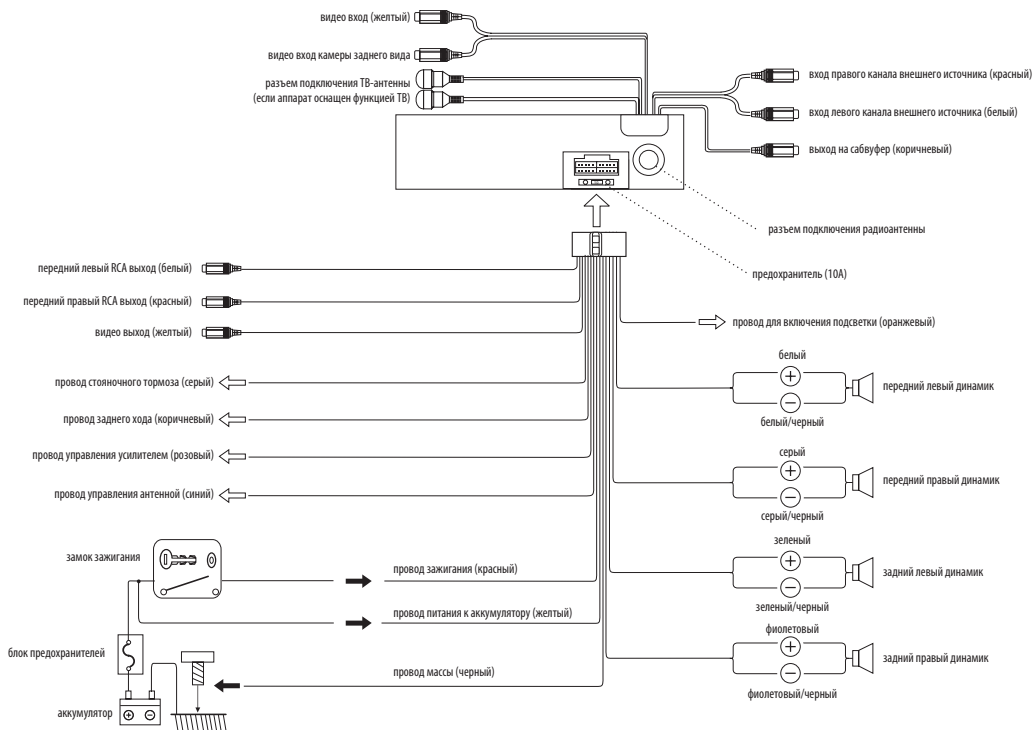 видео вход (желтый)
видео вход камеры заднего вида
разъем подключения ТВ-антенны
(если аппарат оснащен функцией ТВ)
вход правого канала внешнего источника (красный)
вход левого канала внешнего источника (белый)
выход на сабвуфер (коричневый)
разъем подключения радиоантенны
предохранитель (10А)
передний левый RCA выход (белый)
передний правый RCA выход (красный)
видео выход (желтый)
провод стояночного тормоза (серый)
провод заднего хода (коричневый)
провод управления усилителем (розовый)
провод управления антенной (синий)
провод для включения подсветки (оранжевый)
белый
+
−
белый/черный
передний левый динамик
серый
+
−
серый/черный
передний правый динамик
зеленый
+
−
зеленый/черный
задний левый динамик
фиолетовый
+
−
фиолетовый/черный
задний правый динамик
замок зажигания
провод зажигания (красный)
провод питания к аккумулятору (желтый)
блок предохранителей
провод массы (черный)
аккумулятор
+ −